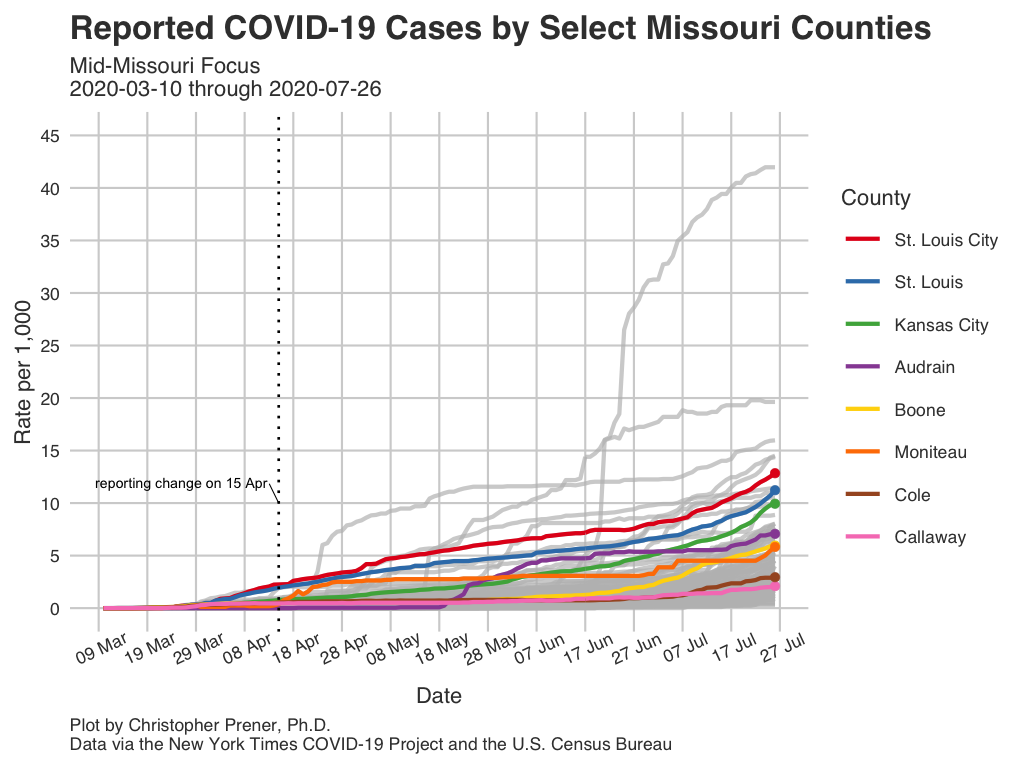 Reported COVID-19 Cases by Select Missouri Counties
Mid-Missouri Focus
2020-03-10 through 2020-07-26
Rate per 1,000
45
40
35
30
25
20
15
10
5
0
reporting change on 15 Apr
09 Mar
19 Mar
29 Mar
08 Apr
18 Apr
28 Apr
08 May
18 May
28 May
07 Jun
17 Jun
27 Jun
07 Jul
17 Jul
27 Jul
Date
County
St. Louis City
St. Louis
Kansas City
Audrain
Boone
Moniteau
Cole
Callaway
Plot by Christopher Prener, Ph.D.
Data via the New York Times COVID-19 Project and the U.S. Census Bureau